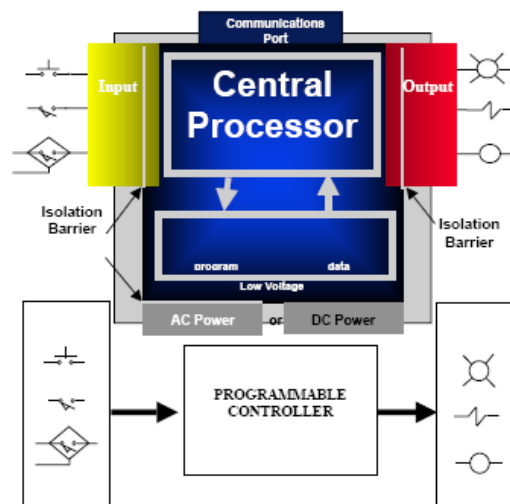 Communications
Port
Input
Central
Processor
Output
Isolation
Barrier
Isolation
Barrier
program
data
Low Voltage
AC Power
or
DC Power
PROGRAMMABLE
CONTROLLER